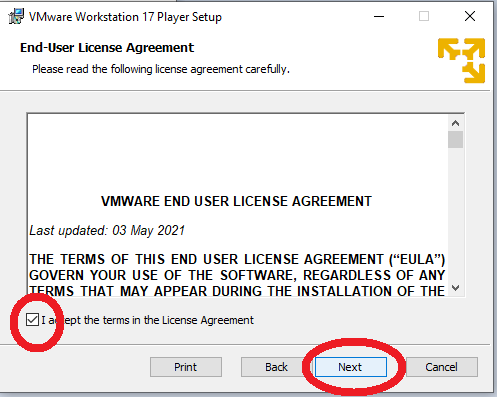 VMware Workstation 17 Player Setup
End-User License Agreement
Please read the following license agreement carefully.
VMWARE END USER LICENSE AGREEMENT
Last updated: 03 May 2021
THE TERMS OF THIS END USER LICENSE AGREEMENT (“EULA”)
GOVERN YOUR USE OF THE SOFTWARE, REGARDLESS OF ANY
TERMS THAT MAY APPEAR DURING THE INSTALLATION OF THE
I accept the terms in the License Agreement
Print
Back
Next
Cancel